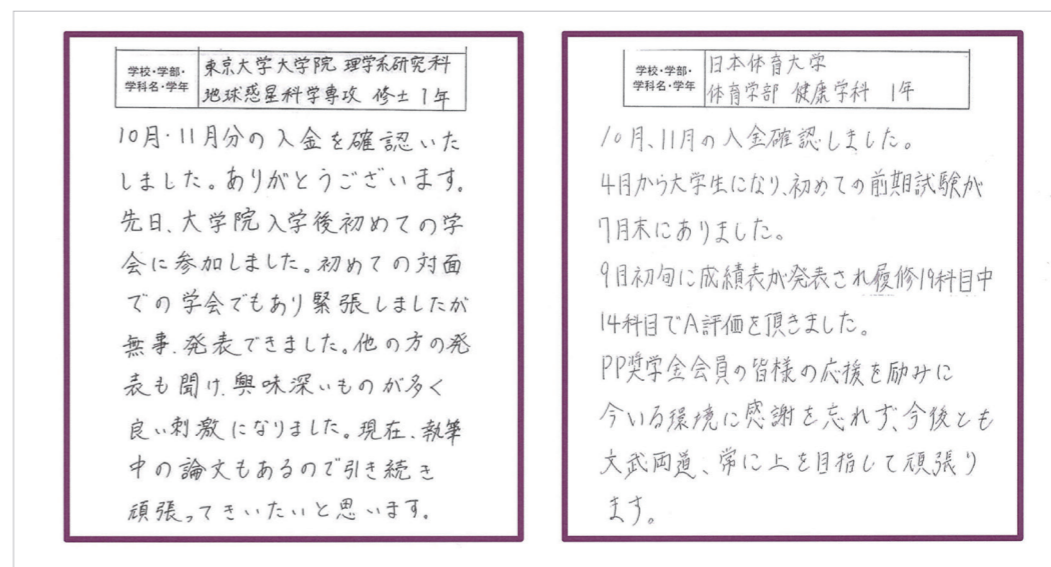 学校・学部・
学科名・学年
東京大学大学院 理学系研究科
地球惑星科学専攻 修士 1年
10月・11月分の入金を確認いた
しました。ありがとうございます。
先日、大学院入学後初めての学
会に参加しました。初めての対面
での学会でもあり緊張しましたが
無事、発表できました。他の方の発
表も聞け、興味深いものが多く
良い刺激になりました。現在、執筆
中の論文もあるので引き続き
頑張ってきいたいと思います。
学校・学部・
学科名・学年
日本体育大学
体育学部 健康学科 1年
10月、11月の入金確認しました。
4月から大学生になり、初めての前期試験が
7月末にありました。
9月初旬に成績表が発表され履修19科目中
14科目でA評価を頂きました。
PP奨学金会員の皆様の応援を励みに
今いる環境に感謝を忘れず、今後とも
文武両道、常に上を目指して頑張り
ます。